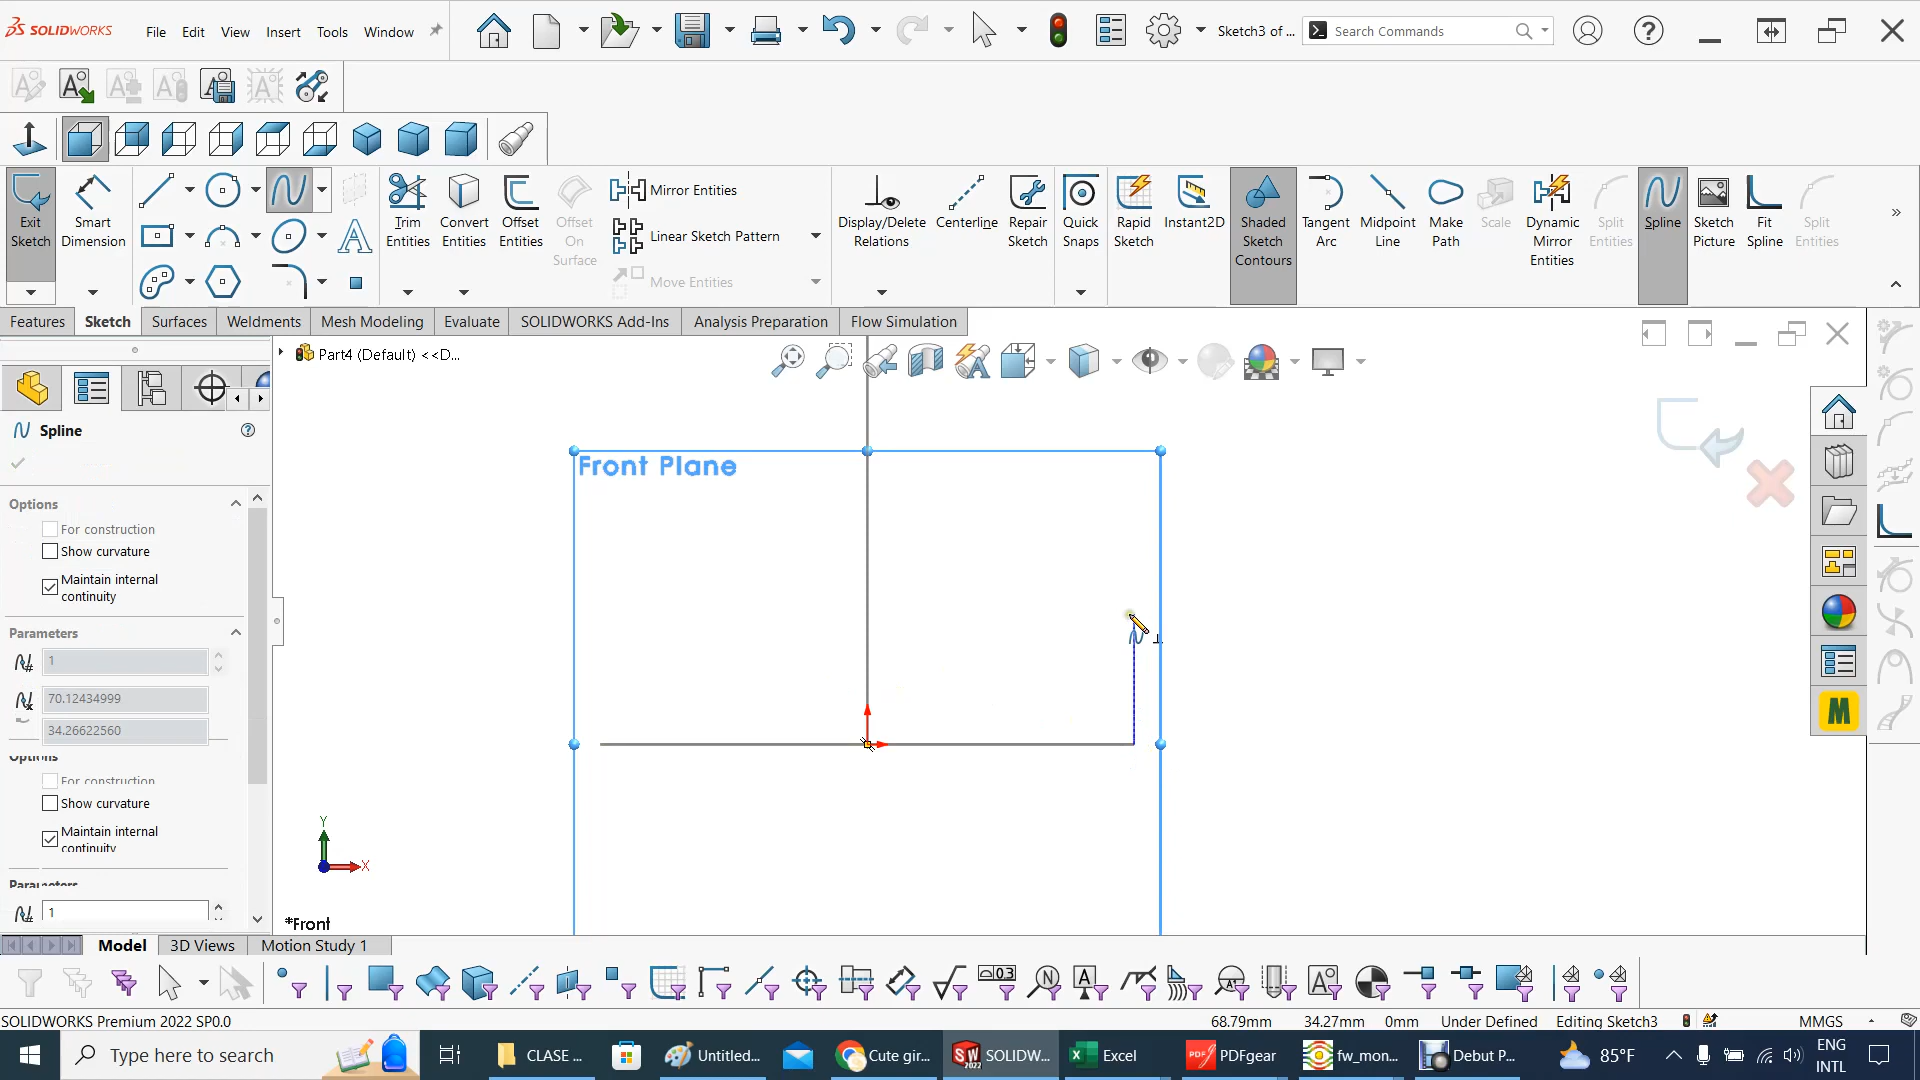 SOLIDWORKS File Edit View Insert Tools Window Sketch3 of ... Search Commands
Exit Sketch
Smart Dimension
Trim Entities
Convert Entities
Offset Entities
Offset On Surface
Mirror Entities
Linear Sketch Pattern
Move Entities
Display/Delete Relations
Centerline
Repair Sketch
Quick Snaps
Rapid Sketch
Instant2D
Shaded Sketch Contours
Tangent Arc
Midpoint Line
Make Path
Scale
Dynamic Mirror Entities
Split Entities
Spline
Sketch Picture
Fit Spline
Split Entities
Features Sketch Surfaces Weldments Mesh Modeling Evaluate SOLIDWORKS Add-Ins Analysis Preparation Flow Simulation
Part4 (Default) <<D...
Spline
Options
For construction
Show curvature
Maintain internal
continuity
Parameters
1
70.12434999
34.26622560
Options
For construction
Show curvature
Maintain internal
continuity
Parameters
1
Front Plane
Y
X
*Front
M
Model 3D Views Motion Study 1
SOLIDWORKS Premium 2022 SP0.0 68.79mm 34.27mm 0mm Under Defined Editing Sketch3 MMGS
Type here to search CLASE ... Untitled... Cute gir... SOLIDW... Excel PDFgear fw_mon... Debut P... 85°F ENG
INTL